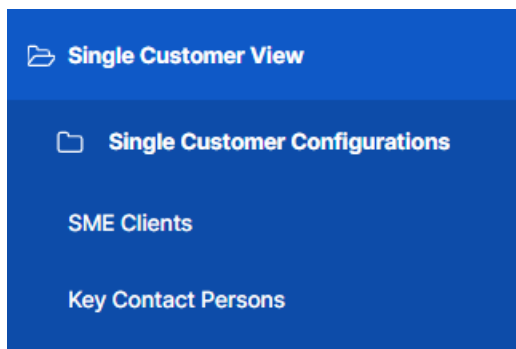 Single Customer View
Single Customer Configurations
SME Clients
Key Contact Persons